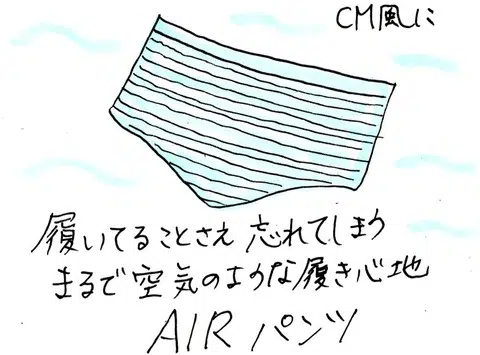 CM風に
履いてることさえ忘れてしまう
まるで空気のような履き心地
AIRパンツ